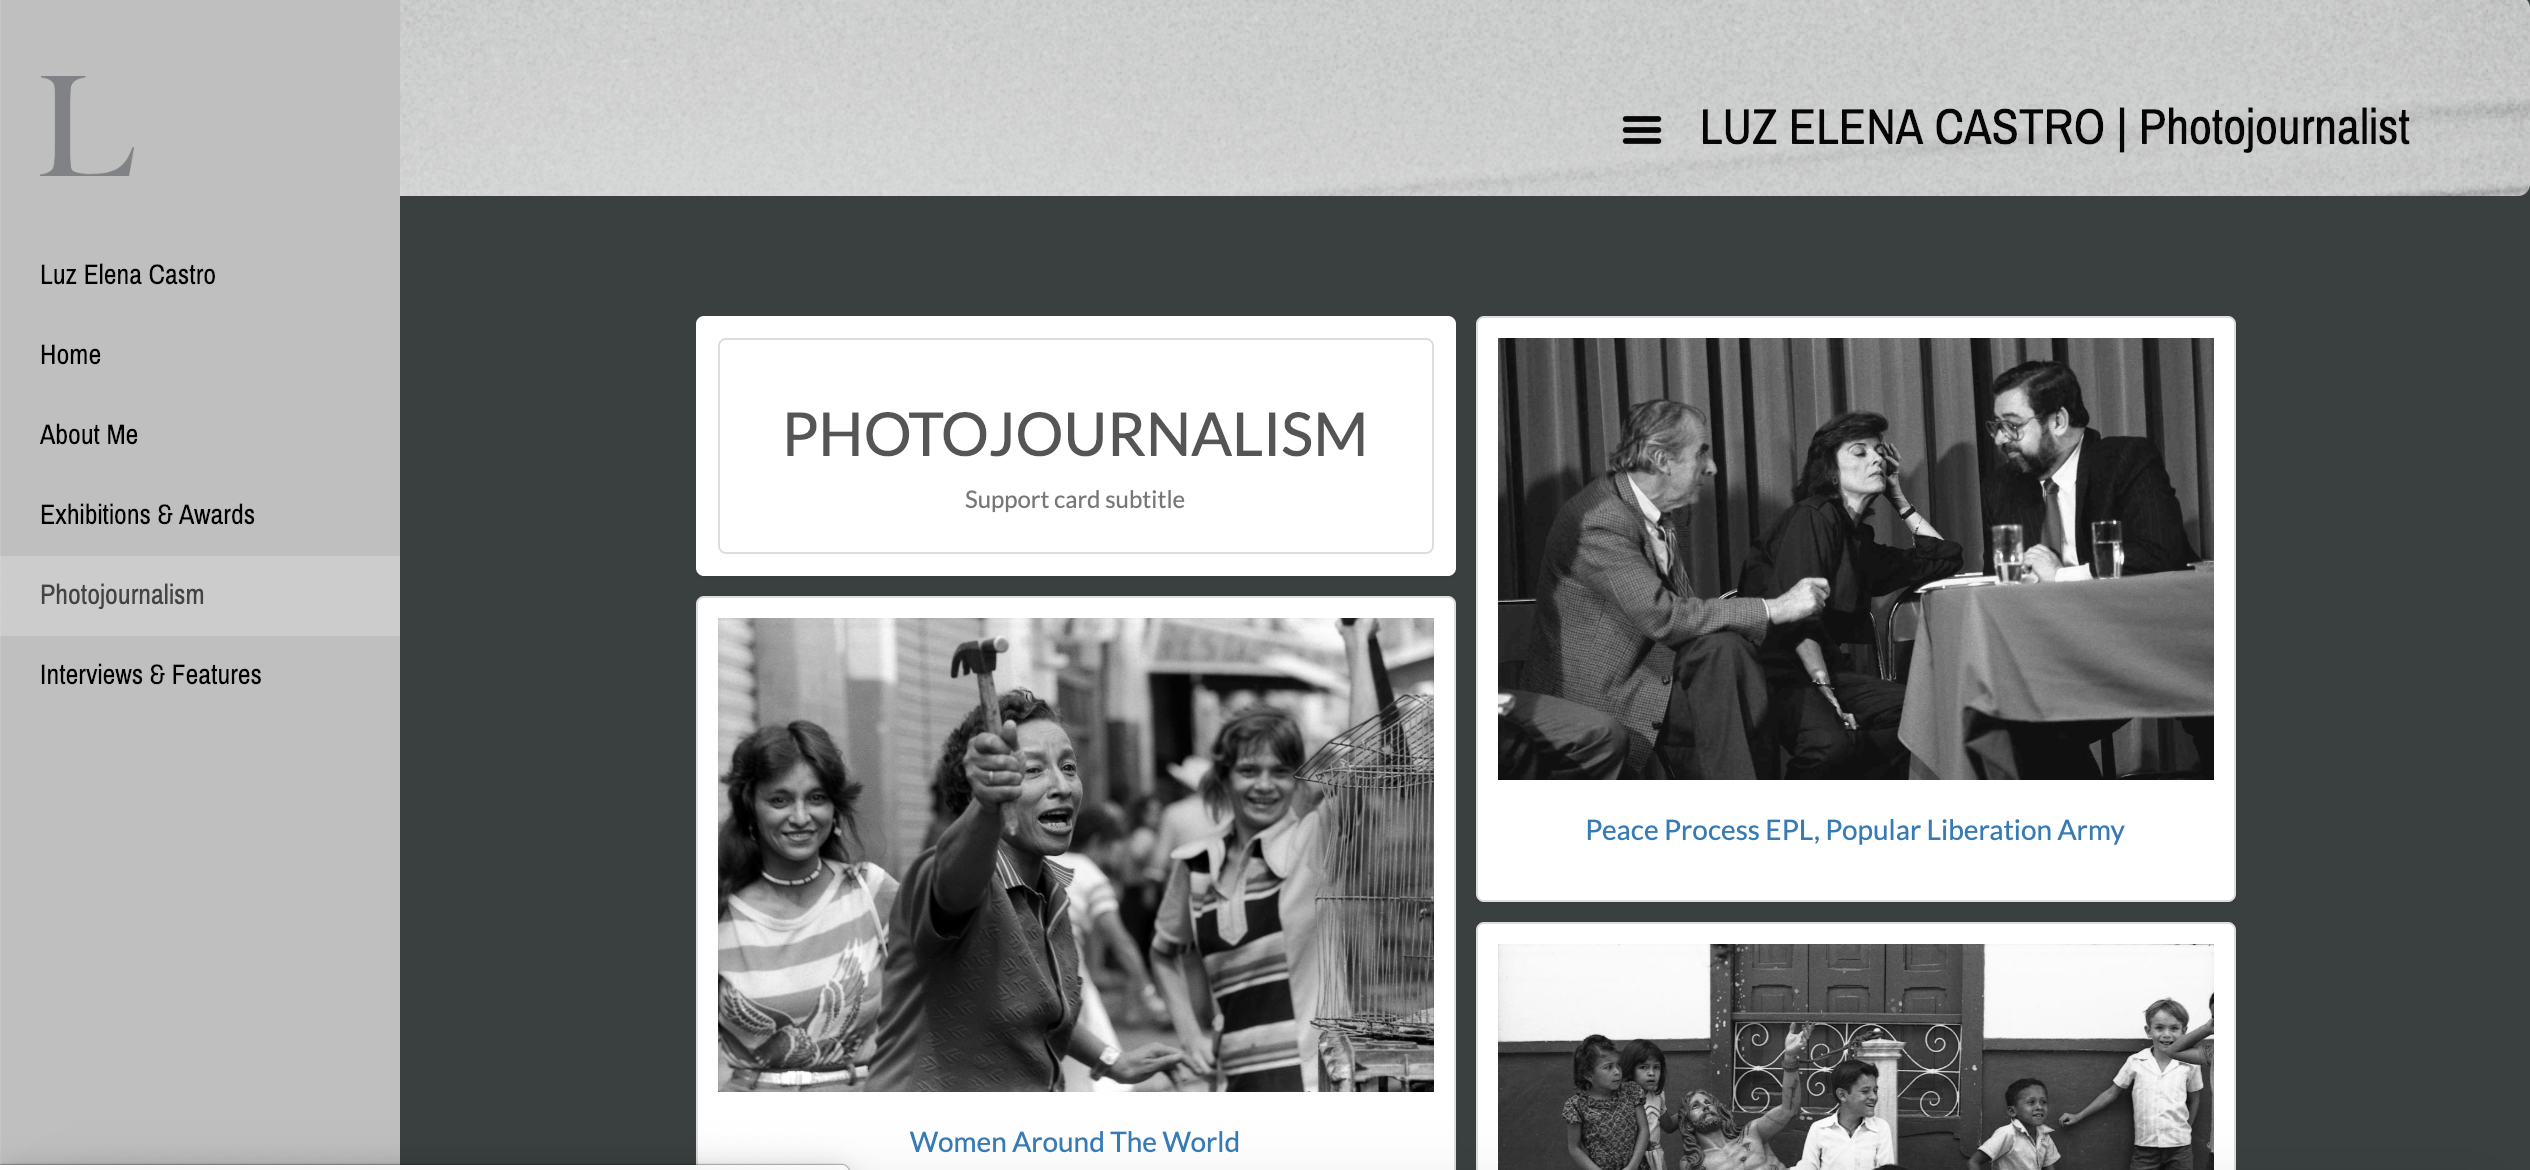 L
Luz Elena Castro
Home
About Me
Exhibitions & Awards
Photojournalism
Interviews & Features
LUZ ELENA CASTRO | Photojournalist
PHOTOJOURNALISM
Support card subtitle
Women Around The World
Peace Process EPL, Popular Liberation Army